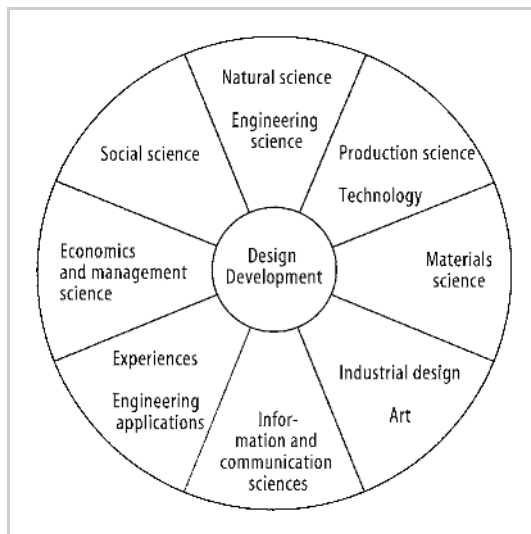 Natural science
Engineering
science
Production science
Technology
Materials
science
Industrial design
Art
Infor-
mation and
communication
sciences
Experiences
Engineering
applications
Economics
and management
science
Social science
Design
Development